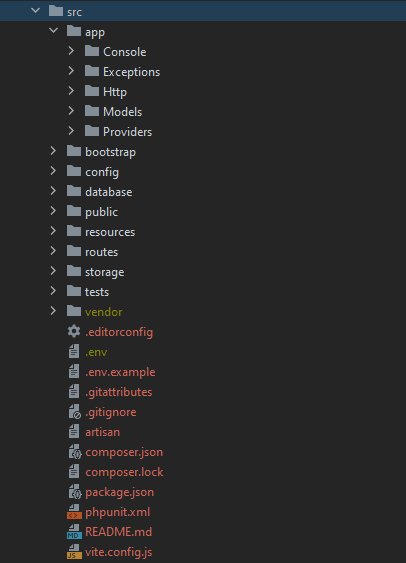 src
app
Console
Exceptions
Http
Models
Providers
bootstrap
config
database
public
resources
routes
storage
tests
vendor
.editorconfig
.env
.env.example
.gitattributes
.gitignore
artisan
composer.json
composer.lock
package.json
phpunit.xml
README.md
vite.config.js